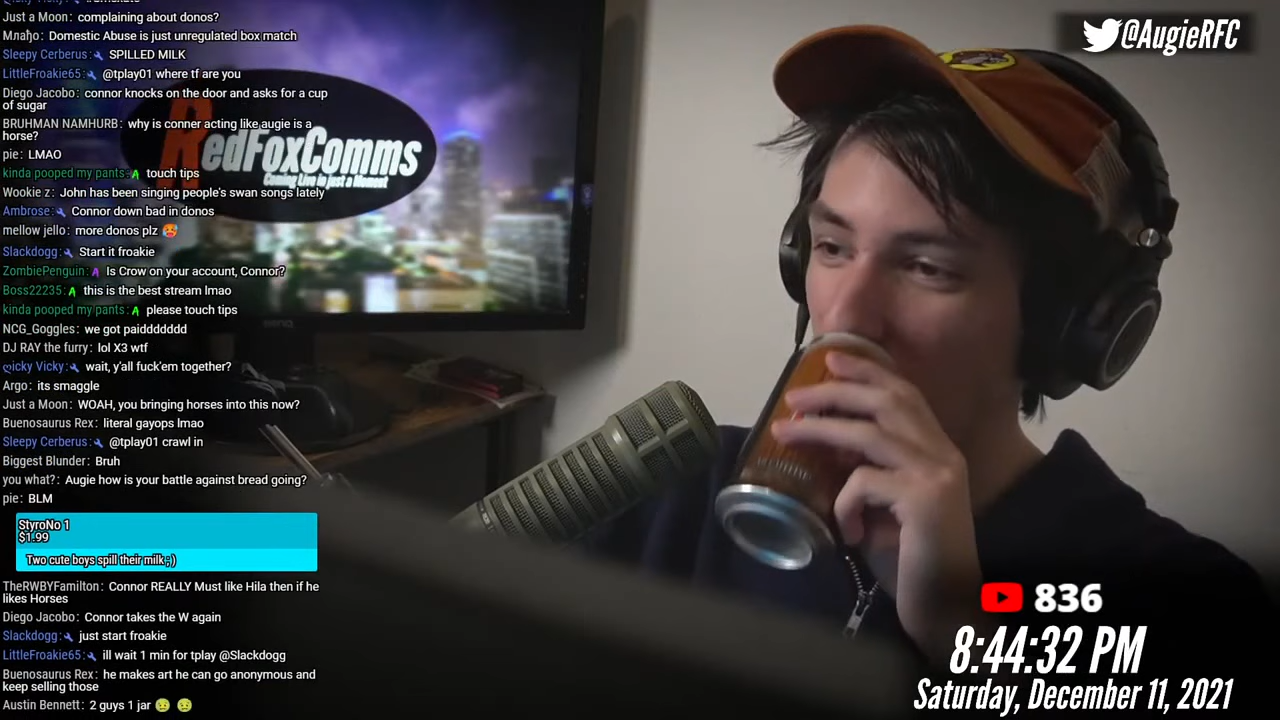 Just a Moon: complaining about donos?
Mnahjo: Domestic Abuse is just unregulated box match
Sleepy Cerberus: SPILLED MILK
LittleFroakie65: @tplay01 where tf are you
Diego Jacobo: connor knocks on the door and asks for a cup
of sugar
BRUHMAN NAMHURB: why is conner acting like augie is a
horse?
pie: LMAO
kinda pooped my pants: touch tips
Wookie z: John has been singing people's swan songs lately
Ambrose: Connor down bad in donos
mellow jello: more donos plz 🥵
Slackdogg: Start it froakie
ZombiePenguin: Is Crow on your account, Connor?
Boss22235: this is the best stream lmao
kinda pooped my pants: please touch tips
NCG_Goggles: we got paiddddddd
DJ RAY the furry: lol X3 wtf
ღicky Vicky: wait, y'all fuck'em together?
Argo: its smaggle
Just a Moon: WOAH, you bringing horses into this now?
Buenosaurus Rex: literal gayops lmao
Sleepy Cerberus: @tplay01 crawl in
Biggest Blunder: Bruh
you what?: Augie how is your battle against bread going?
pie: BLM
StyroNo 1
$1.99
Two cute boys spill their milk ; )
TheRWBYFamilton: Connor REALLY Must like Hila then if he
likes Horses
Diego Jacobo: Connor takes the W again
Slackdogg: just start froakie
LittleFroakie65: ill wait 1 min for tplay @Slackdogg
Buenosaurus Rex: he makes art he can go anonymous and
keep selling those
Austin Bennett: 2 guys 1 jar 🤢 🤢
RedFoxComms
Coming Live in Just a Moment
@AugieRFC
836
8:44:32 PM
Saturday, December 11, 2021